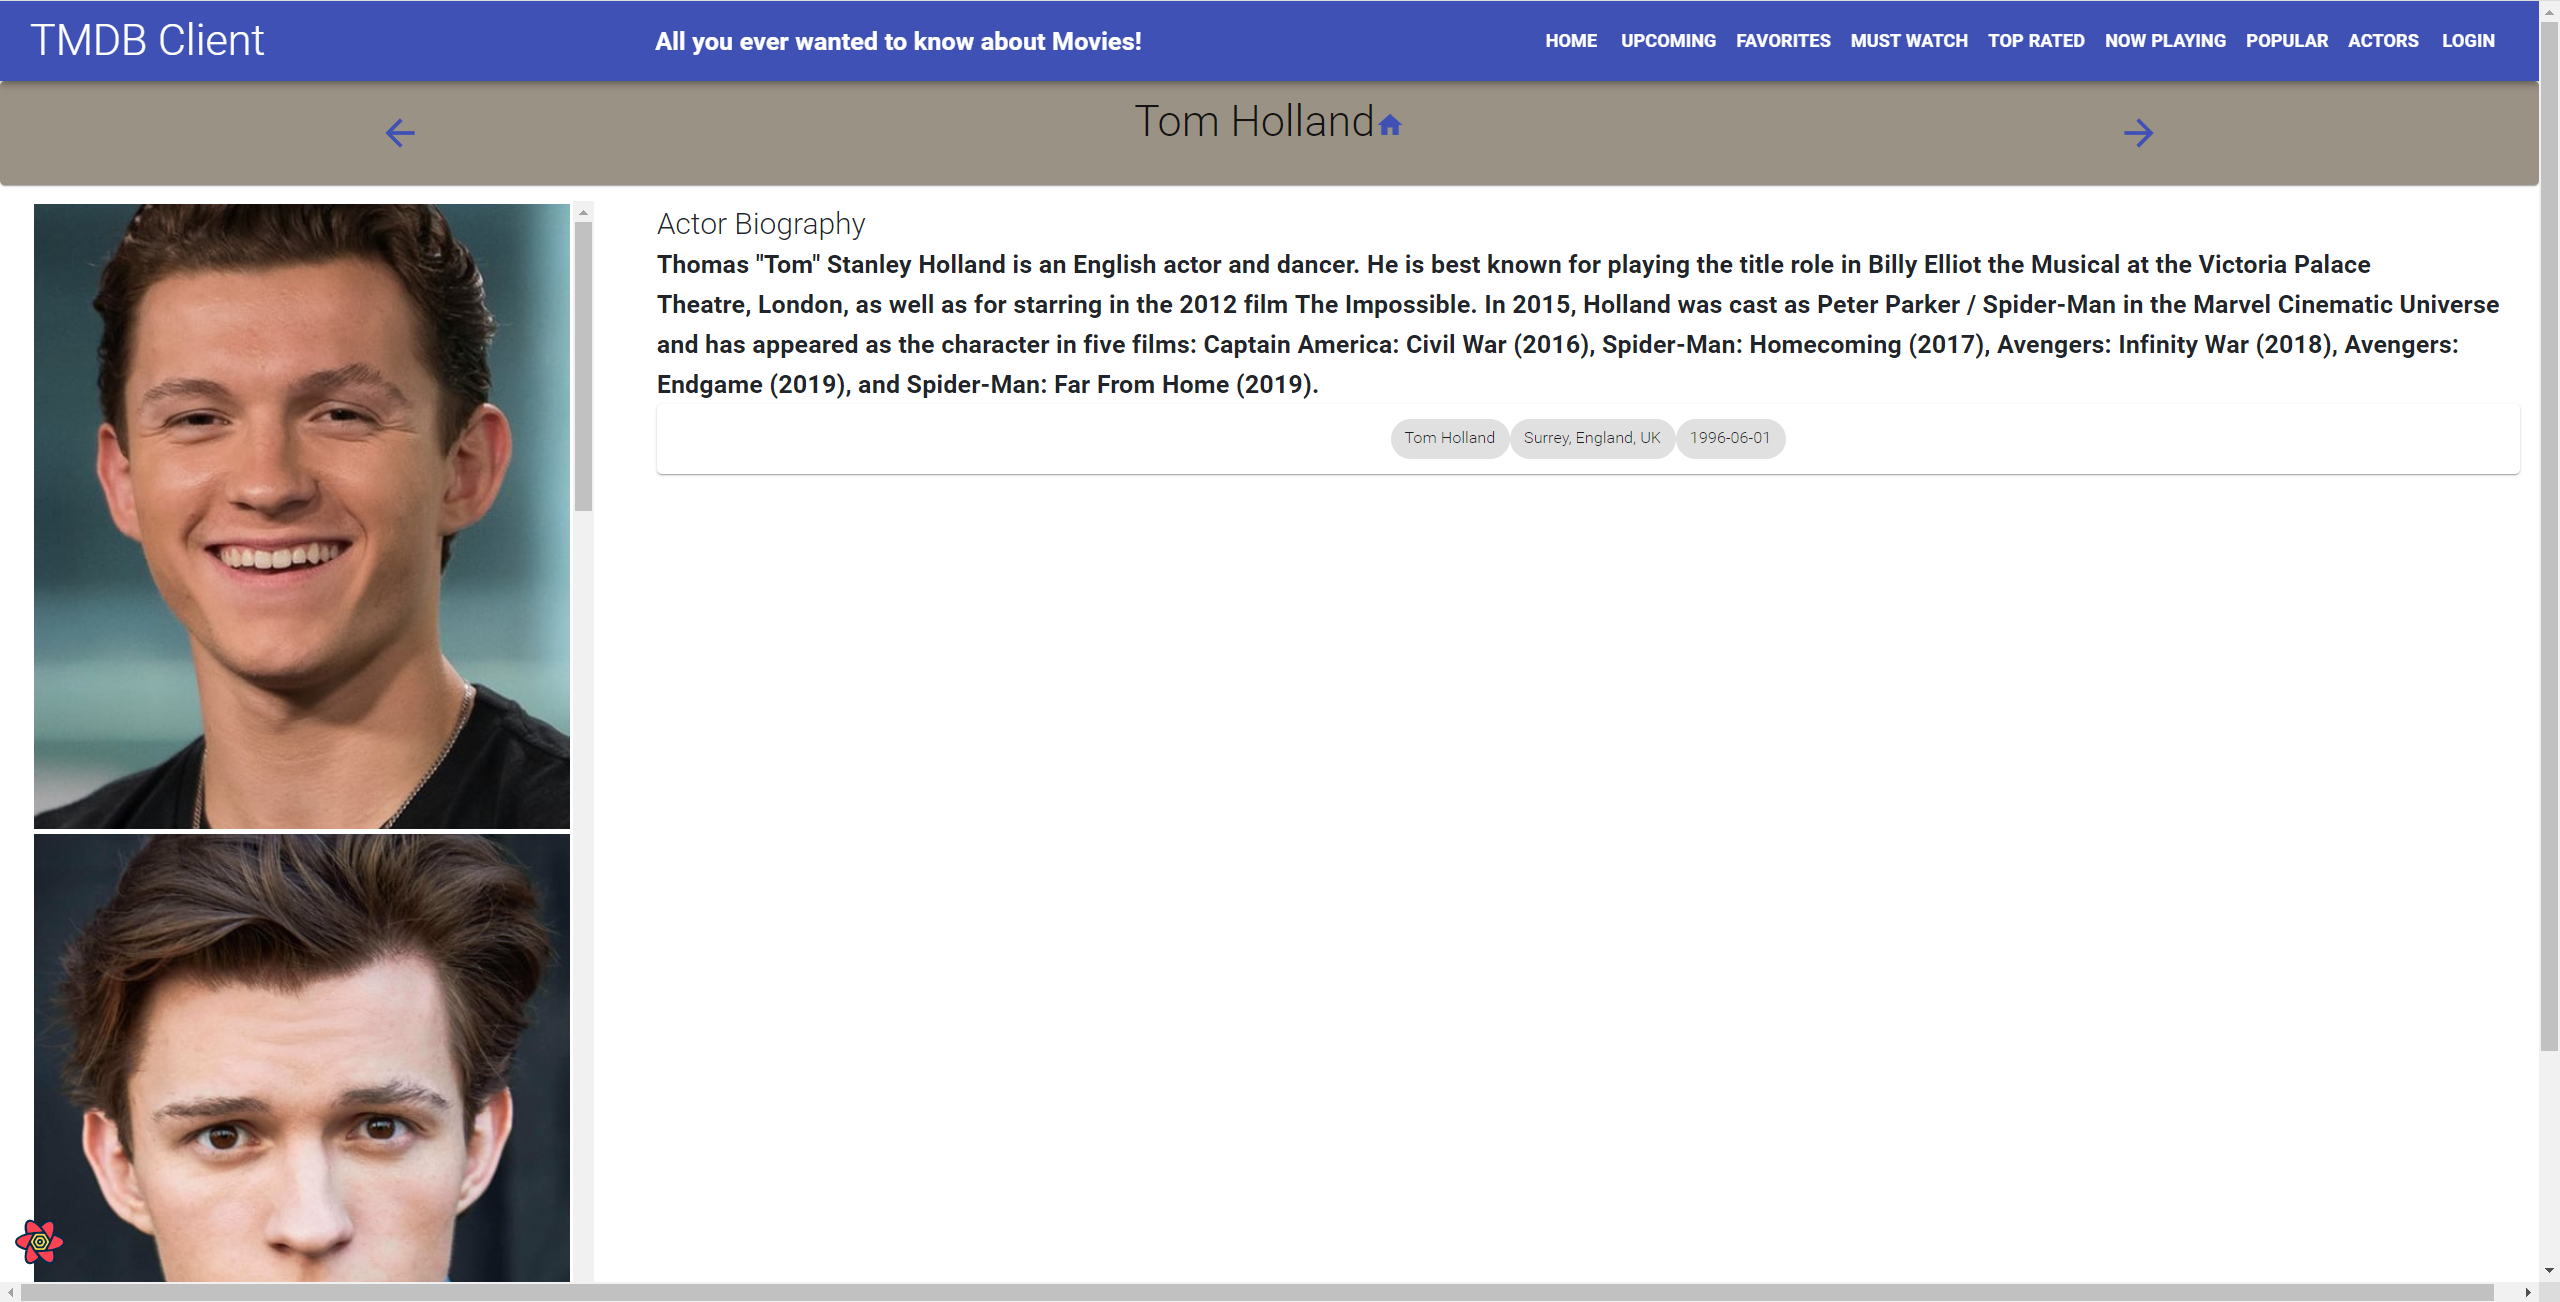 TMDB Client
All you ever wanted to know about Movies!
HOME UPCOMING FAVORITES MUST WATCH TOP RATED NOW PLAYING POPULAR ACTORS LOGIN
Tom Holland
Actor Biography
Thomas "Tom" Stanley Holland is an English actor and dancer. He is best known for playing the title role in Billy Elliot the Musical at the Victoria Palace
Theatre, London, as well as for starring in the 2012 film The Impossible. In 2015, Holland was cast as Peter Parker / Spider-Man in the Marvel Cinematic Universe
and has appeared as the character in five films: Captain America: Civil War (2016), Spider-Man: Homecoming (2017), Avengers: Infinity War (2018), Avengers:
Endgame (2019), and Spider-Man: Far From Home (2019).
Tom Holland Surrey, England, UK 1996-06-01